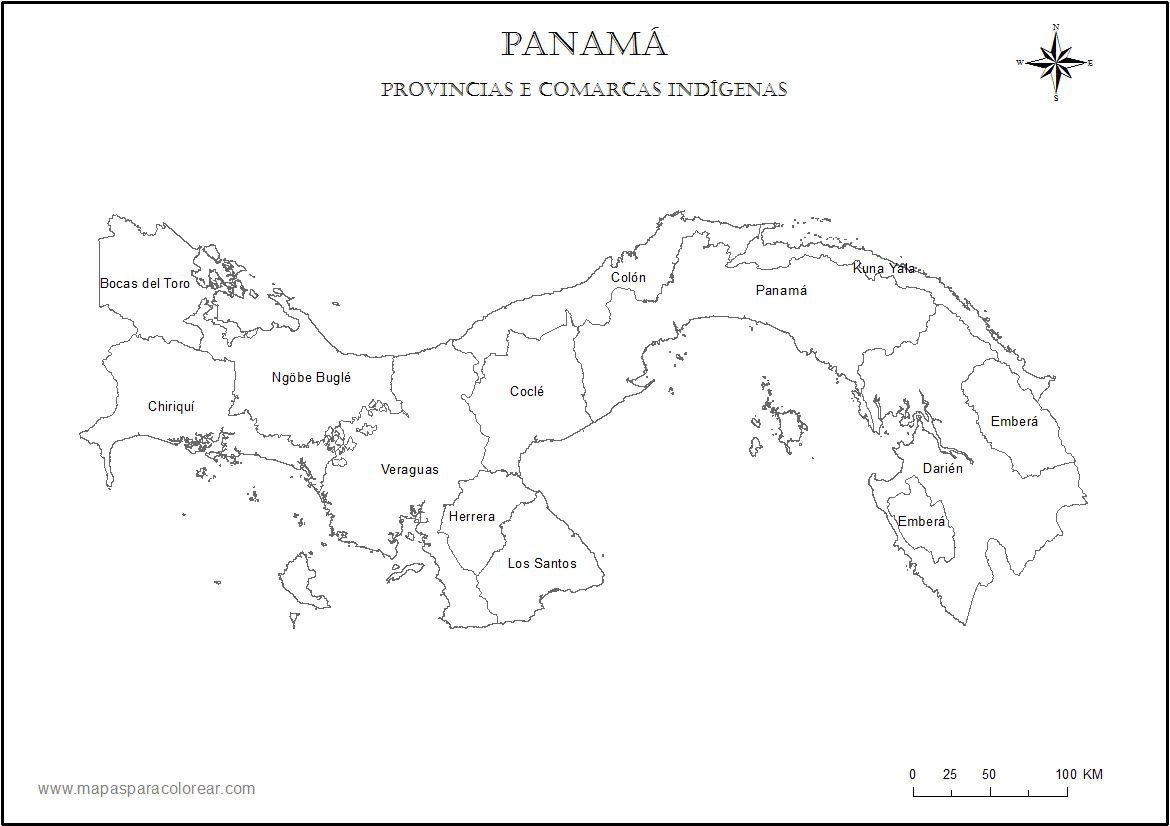 PANAMÁ
PROVINCIAS E COMARCAS INDÍGENAS
N
W E
S
Bocas del Toro
Colón
Kuna Yala
Panamá
Ngöbe Buglé
Coclé
Chiriquí
Emberá
Veraguas
Darién
Herrera
Emberá
Los Santos
0 25 50 100 KM
www.mapasparacolorear.com